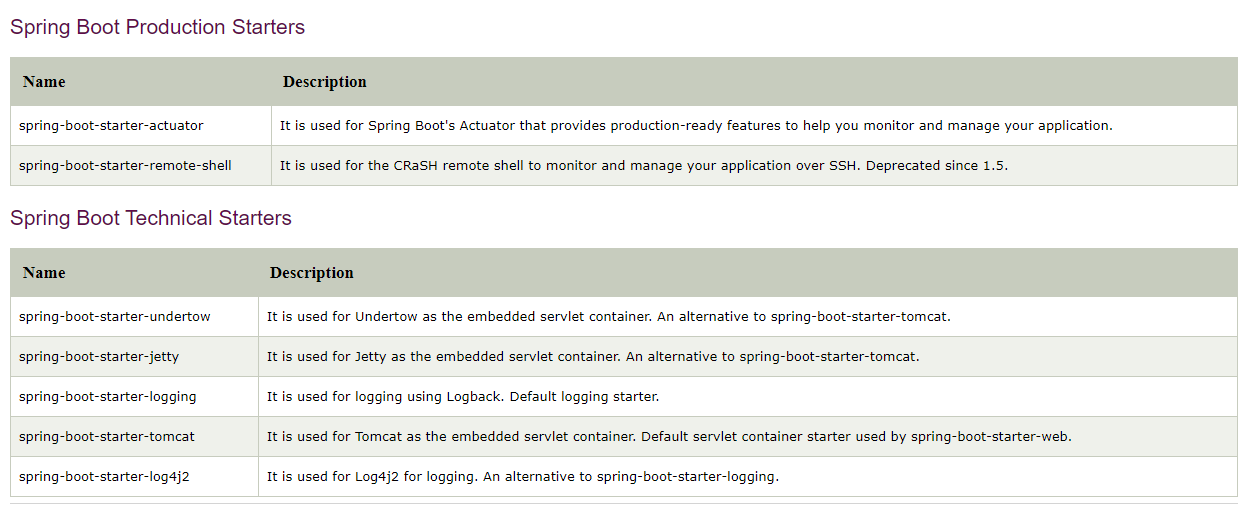 Spring Boot Production Starters
Name Description
spring-boot-starter-actuator It is used for Spring Boot's Actuator that provides production-ready features to help you monitor and manage your application.
spring-boot-starter-remote-shell It is used for the CRaSH remote shell to monitor and manage your application over SSH. Deprecated since 1.5.
Spring Boot Technical Starters
Name Description
spring-boot-starter-undertow It is used for Undertow as the embedded servlet container. An alternative to spring-boot-starter-tomcat.
spring-boot-starter-jetty It is used for Jetty as the embedded servlet container. An alternative to spring-boot-starter-tomcat.
spring-boot-starter-logging It is used for logging using Logback. Default logging starter.
spring-boot-starter-tomcat It is used for Tomcat as the embedded servlet container. Default servlet container starter used by spring-boot-starter-web.
spring-boot-starter-log4j2 It is used for Log4j2 for logging. An alternative to spring-boot-starter-logging.